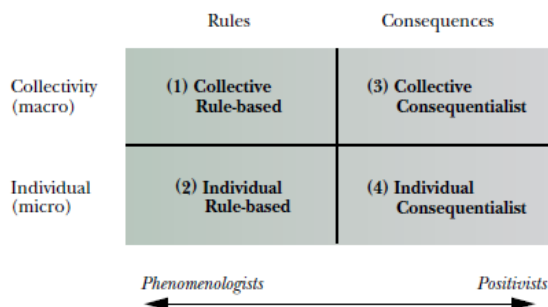 Rules Consequences
Collectivity
(macro)
(1) Collective
Rule-based
(3) Collective
Consequentialist
Individual
(micro)
(2) Individual
Rule-based
(4) Individual
Consequentialist
Phenomenologists Positivists